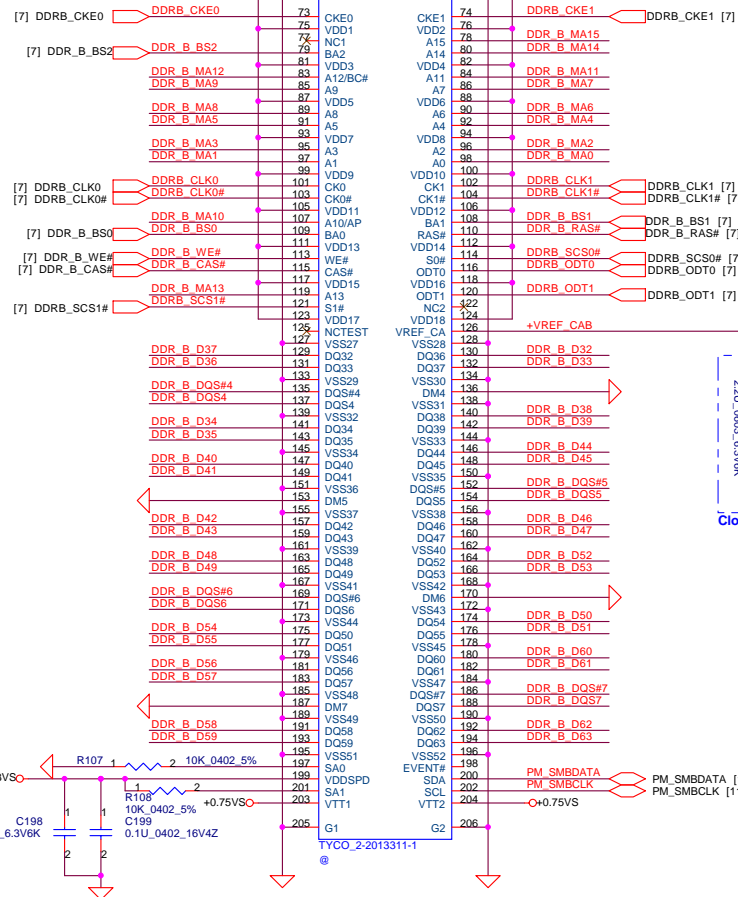 [7] DDRB_CKE0 DDRB_CKE0 73 CKE0 CKE1 74 DDRB_CKE1 DDRB_CKE1 [7]
75 VDD1 VDD2 76
77 NC1 A15 78 DDR_B_MA15
[7] DDR_B_BS2 DDR_B_BS2 79 BA2 A14 80 DDR_B_MA14
81 VDD3 VDD4 82
DDR_B_MA12 83 A12/BC# A11 84 DDR_B_MA11
DDR_B_MA9 85 A9 A7 86 DDR_B_MA7
87 VDD5 VDD6 88
DDR_B_MA8 89 A8 A6 90 DDR_B_MA6
DDR_B_MA5 91 A5 A4 92 DDR_B_MA4
93 VDD7 VDD8 94
DDR_B_MA3 95 A3 A2 96 DDR_B_MA2
DDR_B_MA1 97 A1 A0 98 DDR_B_MA0
99 VDD9 VDD10 100
[7] DDRB_CLK0 DDRB_CLK0 101 CK0 CK1 102 DDRB_CLK1 DDRB_CLK1 [7]
[7] DDRB_CLK0# DDRB_CLK0# 103 CK0# CK1# 104 DDRB_CLK1# DDRB_CLK1# [7
105 VDD11 VDD12 106
DDR_B_MA10 107 A10/AP BA1 108 DDR_B_BS1 DDR_B_BS1 [7]
[7] DDR_B_BS0 DDR_B_BS0 109 BA0 RAS# 110 DDR_B_RAS# DDR_B_RAS# [7
111 VDD13 VDD14 112
[7] DDR_B_WE# DDR_B_WE# 113 WE# S0# 114 DDRB_SCS0# DDRB_SCS0# [7
[7] DDR_B_CAS# DDR_B_CAS# 115 CAS# ODT0 116 DDRB_ODT0 DDRB_ODT0 [7]
117 VDD15 VDD16 118
DDR_B_MA13 119 A13 ODT1 120 DDRB_ODT1 DDRB_ODT1 [7]
[7] DDRB_SCS1# DDRB_SCS1# 121 S1# NC2 122
123 VDD17 VDD18 124
125 NCTEST VREF_CA 126 +VREF_CAB
127 VSS27 VSS28 128
DDR_B_D37 129 DQ32 DQ36 130 DDR_B_D32
DDR_B_D36 131 DQ33 DQ37 132 DDR_B_D33
133 VSS29 VSS30 134
DDR_B_DQS#4 135 DQS#4 DM4 136
DDR_B_DQS4 137 DQS4 VSS31 138
139 VSS32 DQ38 140 DDR_B_D38
DDR_B_D34 141 DQ34 DQ39 142 DDR_B_D39
DDR_B_D35 143 DQ35 VSS33 144
145 VSS34 DQ44 146 DDR_B_D44
DDR_B_D40 147 DQ40 DQ45 148 DDR_B_D45
DDR_B_D41 149 DQ41 VSS35 150
151 VSS36 DQS#5 152 DDR_B_DQS#5
153 DM5 DQS5 154 DDR_B_DQS5
155 VSS37 VSS38 156
Clo
DDR_B_D42 157 DQ42 DQ46 158 DDR_B_D46
DDR_B_D43 159 DQ43 DQ47 160 DDR_B_D47
161 VSS39 VSS40 162
DDR_B_D48 163 DQ48 DQ52 164 DDR_B_D52
DDR_B_D49 165 DQ49 DQ53 166 DDR_B_D53
167 VSS41 VSS42 168
DDR_B_DQS#6 169 DQS#6 DM6 170
DDR_B_DQS6 171 DQS6 VSS43 172
173 VSS44 DQ54 174 DDR_B_D50
DDR_B_D54 175 DQ50 DQ55 176 DDR_B_D51
DDR_B_D55 177 DQ51 VSS45 178
179 VSS46 DQ60 180 DDR_B_D60
DDR_B_D56 181 DQ56 DQ61 182 DDR_B_D61
DDR_B_D57 183 DQ57 VSS47 184
185 VSS48 DQS#7 186 DDR_B_DQS#7
187 DM7 DQS7 188 DDR_B_DQS7
189 VSS49 VSS50 190
DDR_B_D58 191 DQ58 DQ62 192 DDR_B_D62
DDR_B_D59 193 DQ59 DQ63 194 DDR_B_D63
195 VSS51 VSS52 196
R107 1 2 10K_0402_5% 197 SA0 EVENT# 198
VS 199 VDDSPD SDA 200 PM_SMBDATA PM_SMBDATA [
1 2 201 SA1 SCL 202 PM_SMBCLK PM_SMBCLK [1
R108
10K_0402_5% +0.75VS 203 VTT1 VTT2 204 +0.75VS
C198 1 1 C199
_6.3V6K 0.1U_0402_16V4Z
205 G1 G2 206
2 2
TYCO_2-2013311-1
@